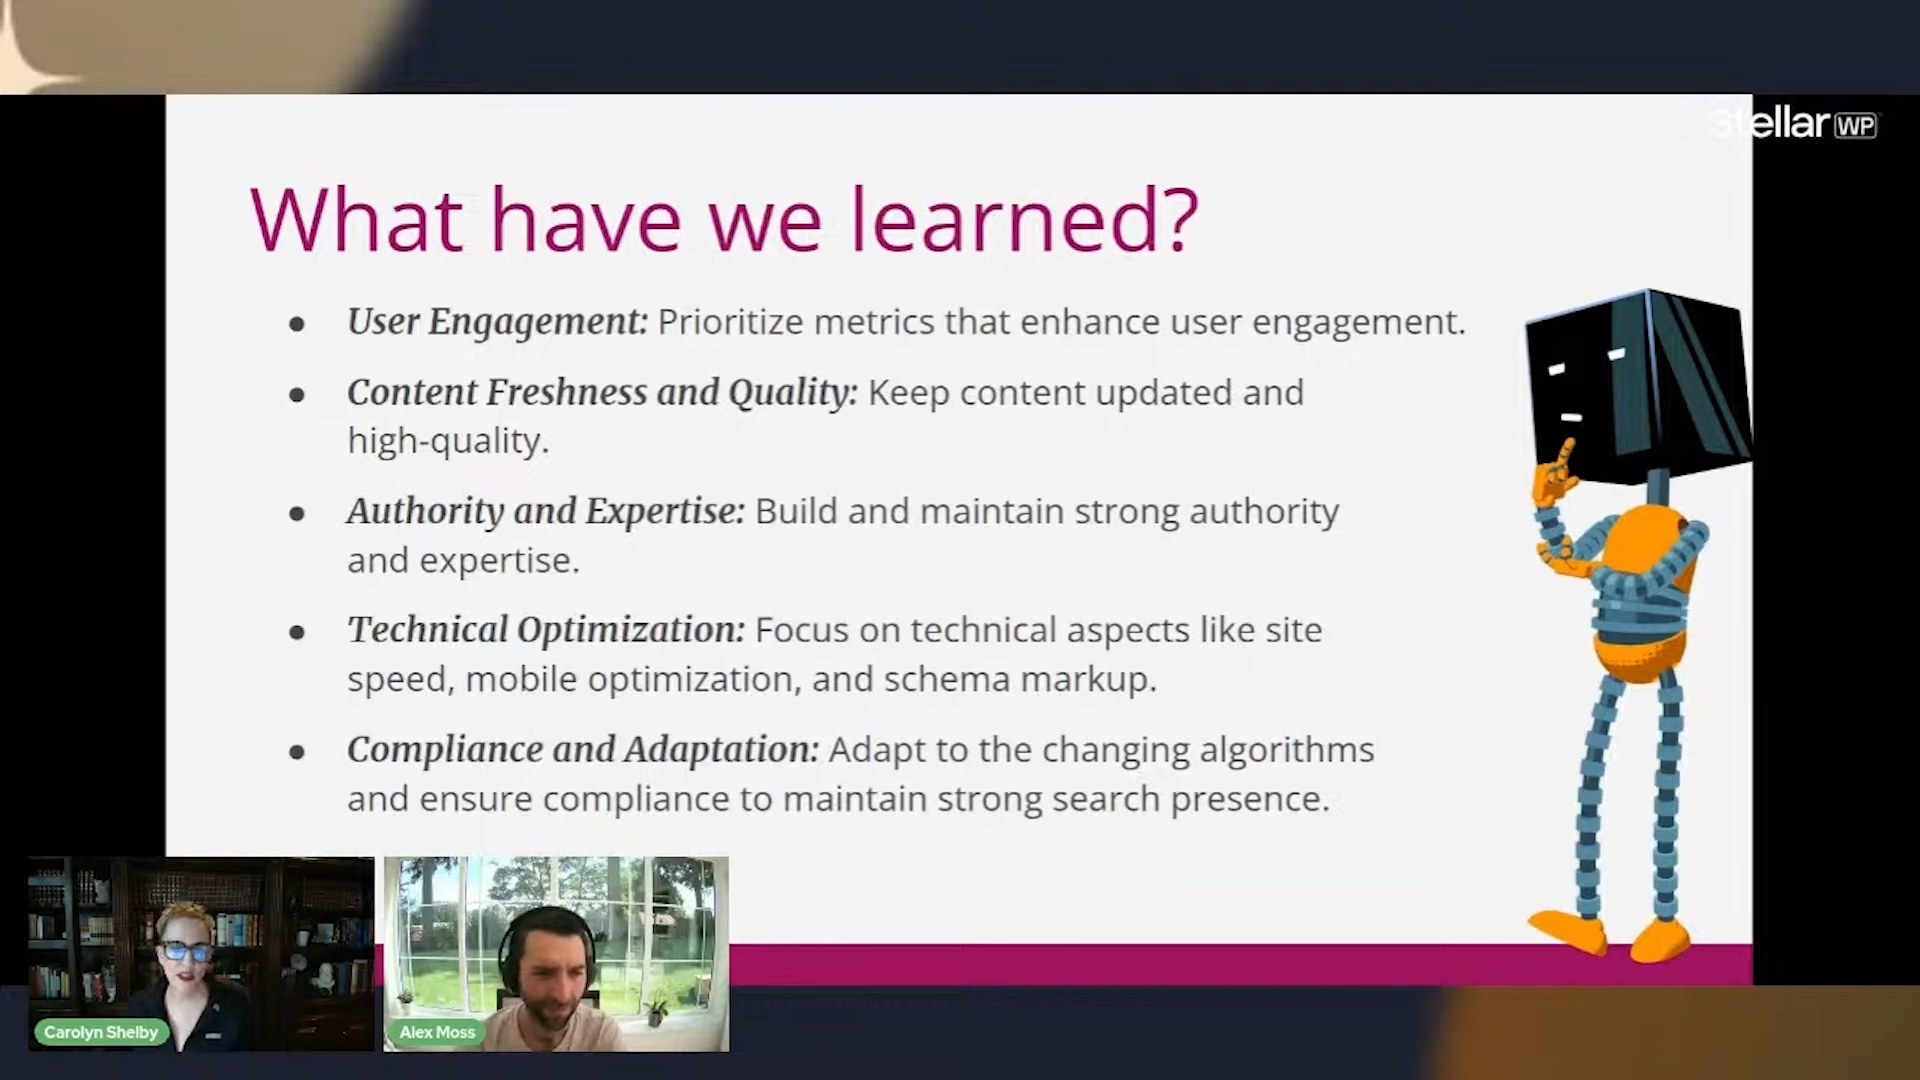 StellarWP
What have we learned?
● User Engagement: Prioritize metrics that enhance user engagement.
● Content Freshness and Quality: Keep content updated and
high-quality.
● Authority and Expertise: Build and maintain strong authority
and expertise.
● Technical Optimization: Focus on technical aspects like site
speed, mobile optimization, and schema markup.
● Compliance and Adaptation: Adapt to the changing algorithms
and ensure compliance to maintain strong search presence.
Carolyn Shelby
Alex Moss